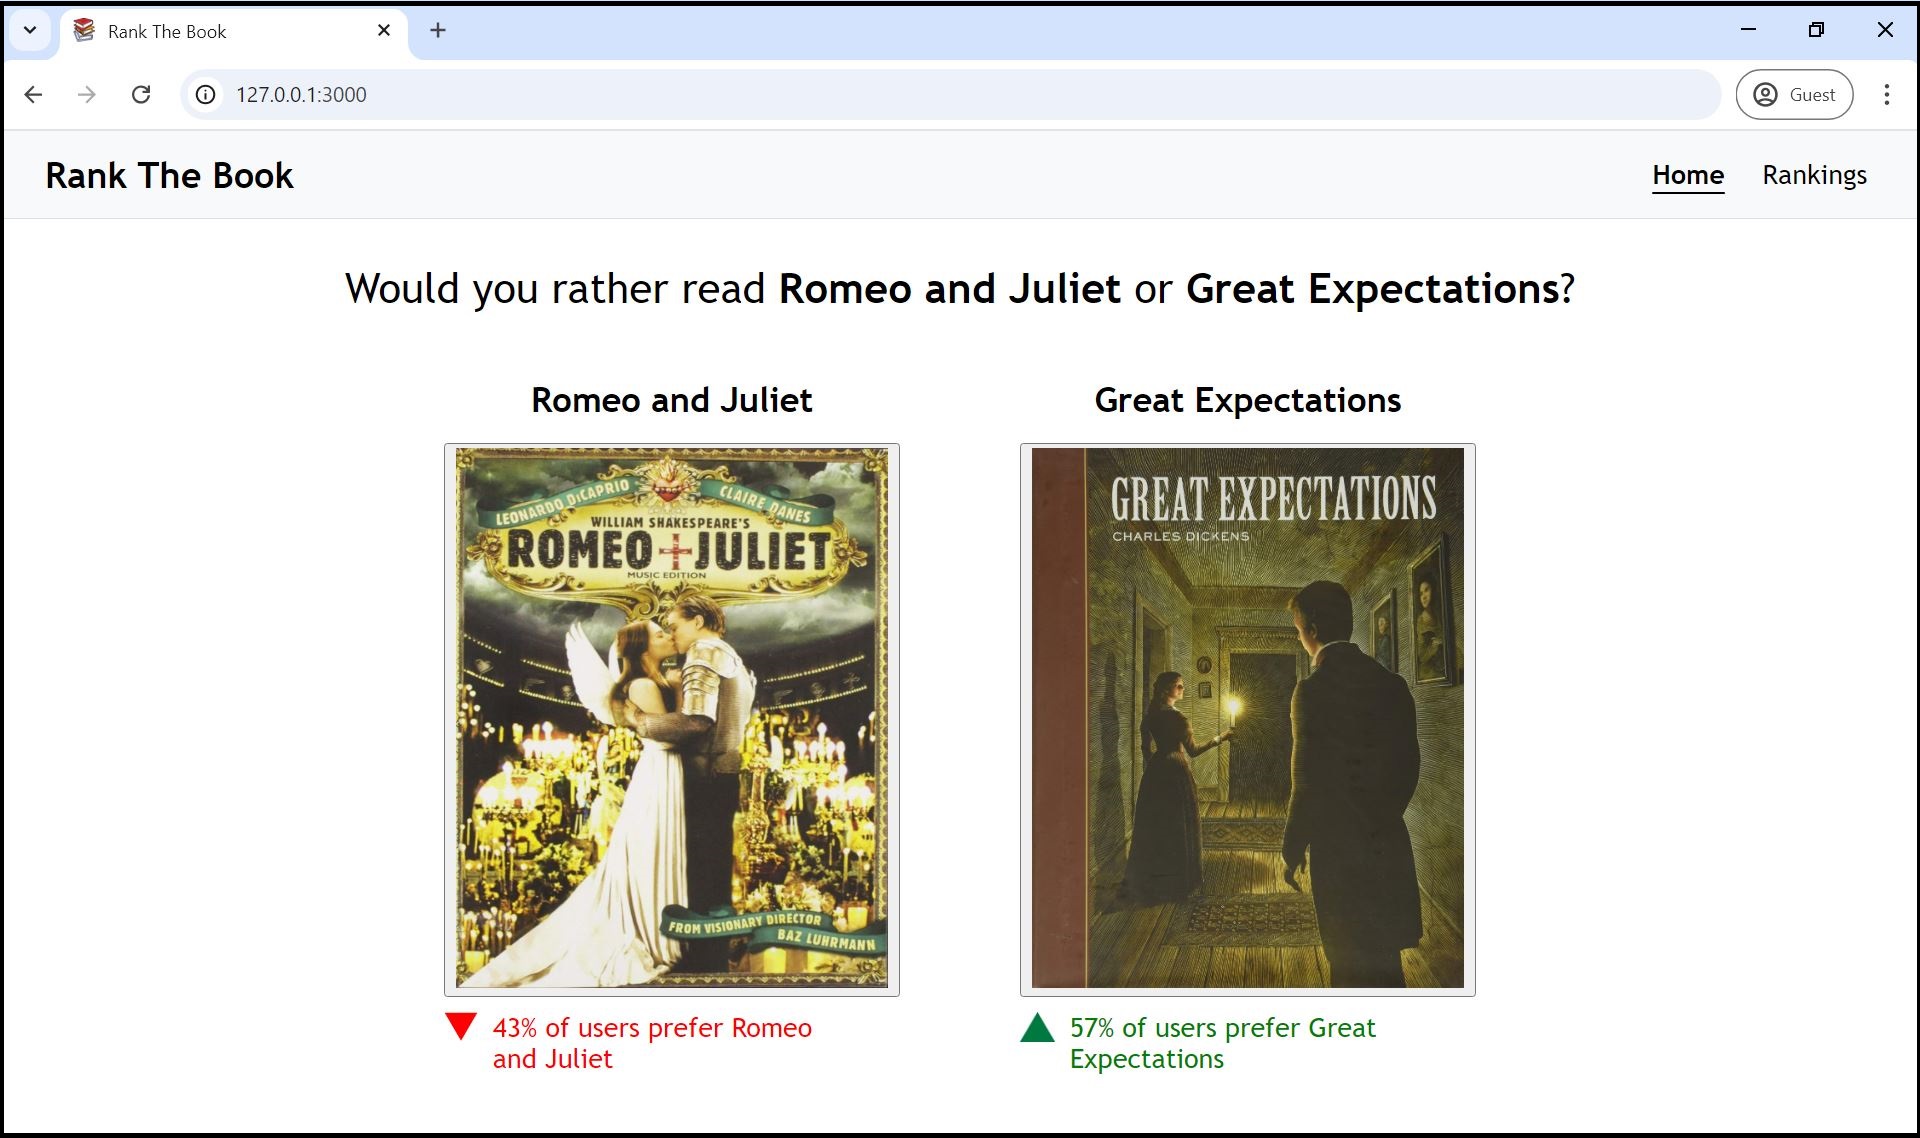 Rank The Book
127.0.0.1:3000
Guest
Rank The Book
Home
Rankings
Would you rather read Romeo and Juliet or Great Expectations?
Romeo and Juliet
LEONARDO DiCAPRIO
CLAIRE DANES
WILLIAM SHAKESPEARE'S
ROMEO + JULIET
MUSIC EDITION
FROM VISIONARY DIRECTOR
BAZ LUHRMANN
43% of users prefer Romeo
and Juliet
Great Expectations
GREAT EXPECTATIONS
CHARLES DICKENS
57% of users prefer Great
Expectations